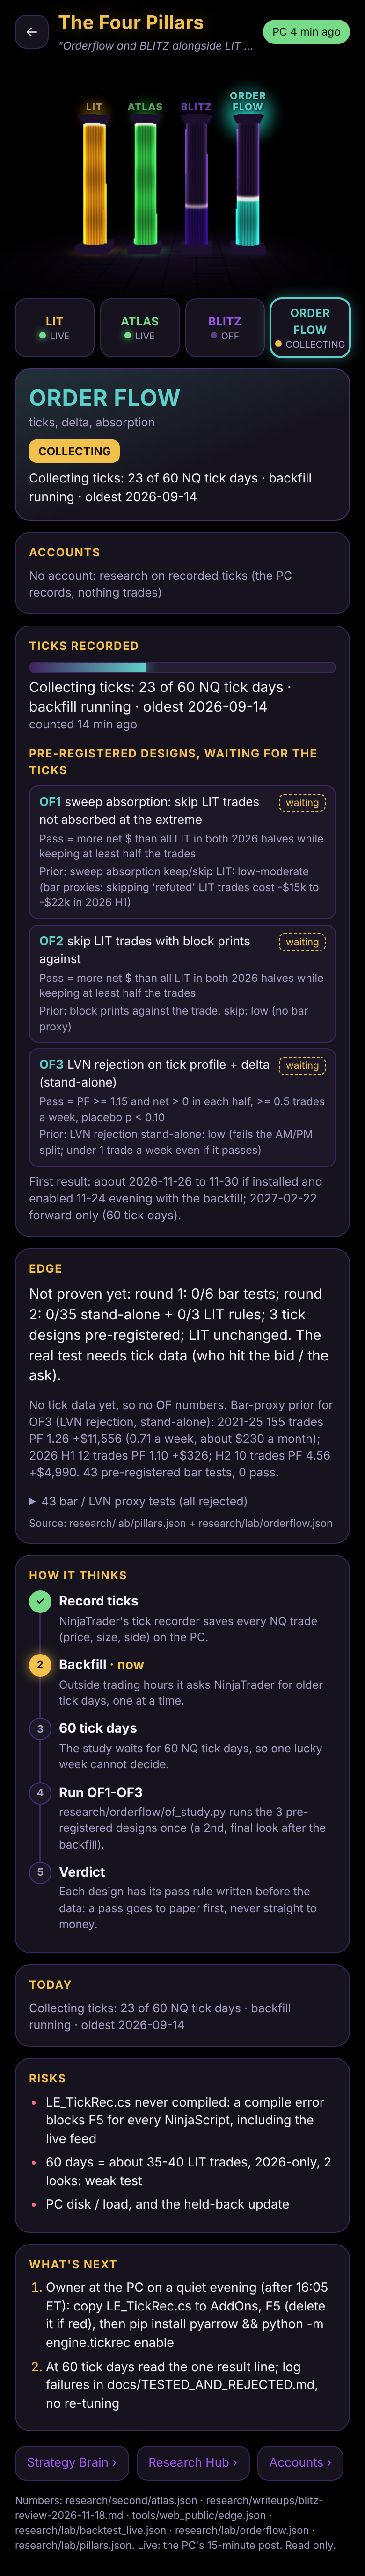 ←
The Four Pillars
"Orderflow and BLITZ alongside LIT ...
PC 4 min ago
LIT
ATLAS
BLITZ
ORDER
FLOW
LIT
LIVE
ATLAS
LIVE
BLITZ
OFF
ORDER
FLOW
COLLECTING
ORDER FLOW
ticks, delta, absorption
COLLECTING
Collecting ticks: 23 of 60 NQ tick days · backfill
running · oldest 2026-09-14
ACCOUNTS
No account: research on recorded ticks (the PC
records, nothing trades)
TICKS RECORDED
Collecting ticks: 23 of 60 NQ tick days ·
backfill running · oldest 2026-09-14
counted 14 min ago
PRE-REGISTERED DESIGNS, WAITING FOR THE
TICKS
OF1 sweep absorption: skip LIT trades
not absorbed at the extreme
waiting
Pass = more net $ than all LIT in both 2026 halves while
keeping at least half the trades
Prior: sweep absorption keep/skip LIT: low-moderate
(bar proxies: skipping 'refuted' LIT trades cost -$15k to
-$22k in 2026 H1)
OF2 skip LIT trades with block prints
against
waiting
Pass = more net $ than all LIT in both 2026 halves while
keeping at least half the trades
Prior: block prints against the trade, skip: low (no bar
proxy)
OF3 LVN rejection on tick profile + delta
(stand-alone)
waiting
Pass = PF >= 1.15 and net > 0 in each half, >= 0.5 trades
a week, placebo p < 0.10
Prior: LVN rejection stand-alone: low (fails the AM/PM
split; under 1 trade a week even if it passes)
First result: about 2026-11-26 to 11-30 if installed and
enabled 11-24 evening with the backfill; 2027-02-22
forward only (60 tick days).
EDGE
Not proven yet: round 1: 0/6 bar tests; round
2: 0/35 stand-alone + 0/3 LIT rules; 3 tick
designs pre-registered; LIT unchanged. The
real test needs tick data (who hit the bid / the
ask).
No tick data yet, so no OF numbers. Bar-proxy prior for
OF3 (LVN rejection, stand-alone): 2021-25 155 trades
PF 1.26 +$11,556 (0.71 a week, about $230 a month);
2026 H1 12 trades PF 1.10 +$326; H2 10 trades PF 4.56
+$4,990. 43 pre-registered bar tests, 0 pass.
▶ 43 bar / LVN proxy tests (all rejected)
Source: research/lab/pillars.json + research/lab/orderflow.json
HOW IT THINKS
✓ Record ticks
NinjaTrader's tick recorder saves every NQ trade
(price, size, side) on the PC.
2 Backfill · now
Outside trading hours it asks NinjaTrader for older
tick days, one at a time.
3 60 tick days
The study waits for 60 NQ tick days, so one lucky
week cannot decide.
4 Run OF1-OF3
research/orderflow/of_study.py runs the 3 pre-
registered designs once (a 2nd, final look after the
backfill).
5 Verdict
Each design has its pass rule written before the
data: a pass goes to paper first, never straight to
money.
TODAY
Collecting ticks: 23 of 60 NQ tick days · backfill
running · oldest 2026-09-14
RISKS
• LE_TickRec.cs never compiled: a compile error
blocks F5 for every NinjaScript, including the
live feed
• 60 days = about 35-40 LIT trades, 2026-only, 2
looks: weak test
• PC disk / load, and the held-back update
WHAT'S NEXT
1. Owner at the PC on a quiet evening (after 16:05
ET): copy LE_TickRec.cs to AddOns, F5 (delete
it if red), then pip install pyarrow && python -m
engine.tickrec enable
2. At 60 tick days read the one result line; log
failures in docs/TESTED_AND_REJECTED.md,
no re-tuning
Strategy Brain ›
Research Hub ›
Accounts ›
Numbers: research/second/atlas.json · research/writeups/blitz-
review-2026-11-18.md · tools/web_public/edge.json ·
research/lab/backtest_live.json · research/lab/orderflow.json ·
research/lab/pillars.json. Live: the PC's 15-minute post. Read only.